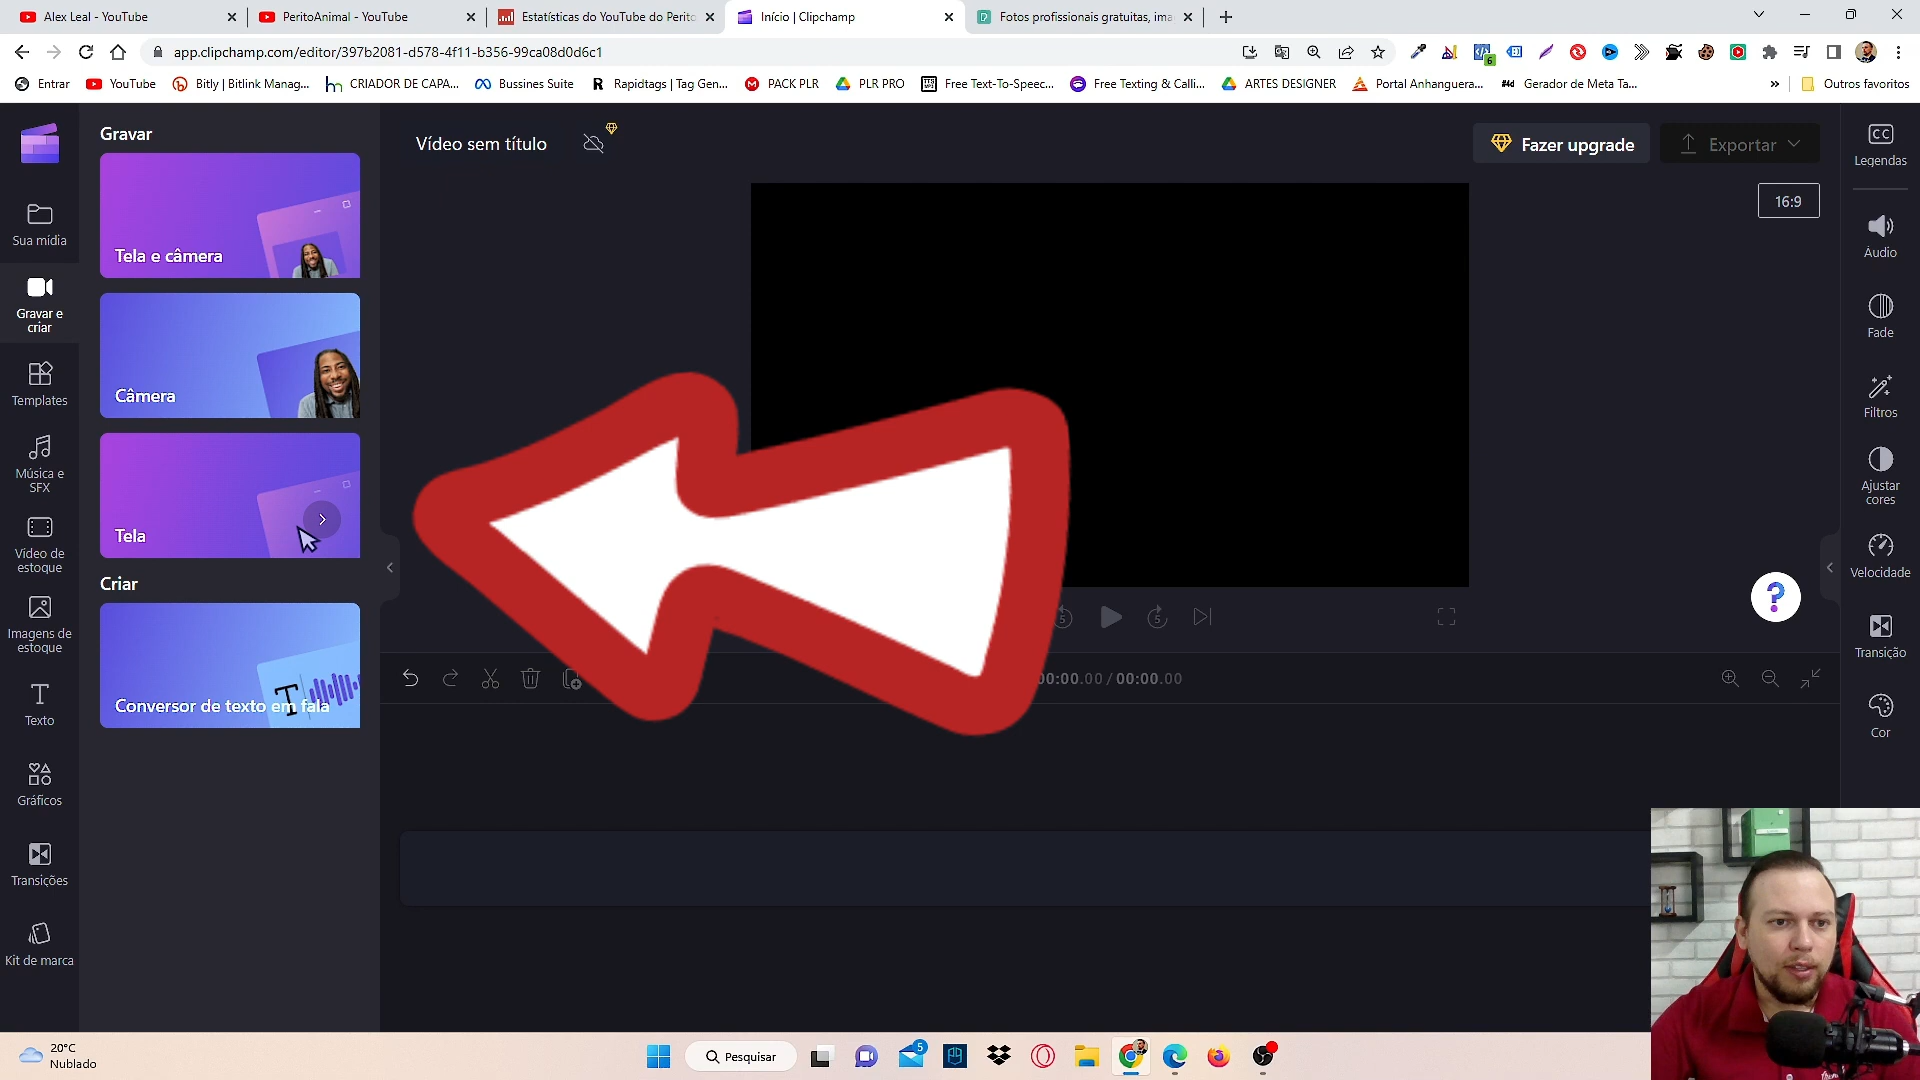 Alex Leal - YouTube
PeritoAnimal - YouTube
Estatísticas do YouTube do Perito
Início | Clipchamp
Fotos profissionais gratuitas, ima
app.clipchamp.com/editor/397b2081-d578-4f11-b356-99ca08d0d6c1
6
Entrar
YouTube
Bitly | Bitlink Manag...
CRIADOR DE CAPA...
Bussines Suite
Rapidtags | Tag Gen...
PACK PLR
PLR PRO
Free Text-To-Speec...
Free Texting & Calli...
ARTES DESIGNER
Portal Anhanguera...
Gerador de Meta Ta...
»
Outros favoritos
Gravar
Tela e câmera
Câmera
Tela
Criar
Conversor de texto em fala
Sua mídia
Gravar e
criar
Templates
Música e
SFX
Vídeo de
estoque
Imagens de
estoque
Texto
Gráficos
Transições
Kit de marca
Vídeo sem título
Fazer upgrade
Exportar
16:9
5
5
?
00:00.00 / 00:00.00
CC
Legendas
Áudio
Fade
Filtros
Ajustar
cores
Velocidade
Transição
Cor
20°C
Nublado
Pesquisar
5